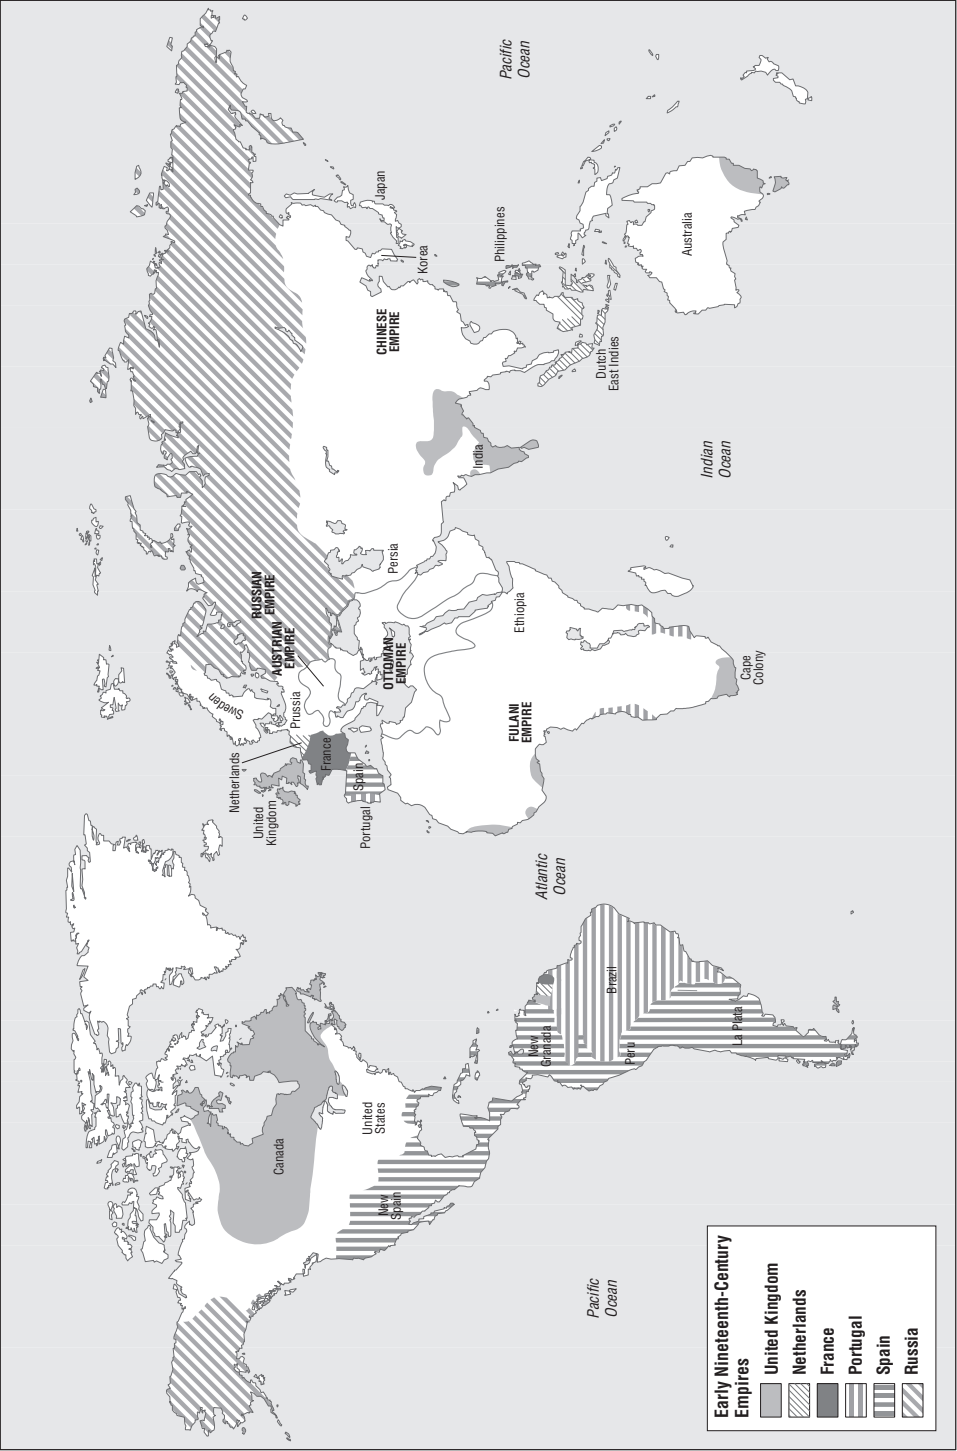 Pacific
Ocean
Japan
Korea
Philippines
Australia
CHINESE
EMPIRE
Dutch
East Indies
India
Indian
Ocean
RUSSIAN
EMPIRE
AUSTRIAN
EMPIRE
Persia
OTTOMAN
EMPIRE
Ethiopia
Sweden
Prussia
FULANI
EMPIRE
Cape
Colony
Netherlands
France
United
Kingdom
Spain
Portugal
Atlantic
Ocean
Canada
United
States
New
Spain
New
Granada
Brazil
Peru
La Plata
Pacific
Ocean
Early Nineteenth-Century
Empires
United Kingdom
Netherlands
France
Portugal
Spain
Russia